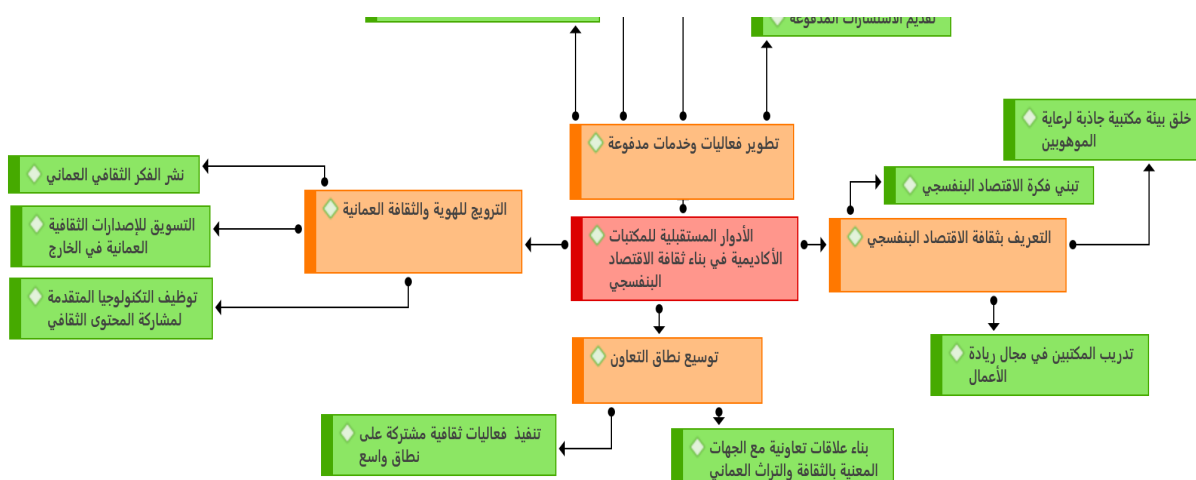 تقديم الاستشارات المدفوعة
خلق بيئة مكتبية جاذبة لرعاية
الموهوبين
تطوير فعاليات وخدمات مدفوعة
تبني فكرة الاقتصاد البنفسجي
نشر الفكر الثقافي العماني
الترويج للهوية والثقافة العمانية
التسويق للإصدارات الثقافية
العمانية في الخارج
الأدوار المستقبلية للمكتبات
الأكاديمية في بناء ثقافة الاقتصاد
البنفسجي
التعريف بثقافة الاقتصاد البنفسجي
توظيف التكنولوجيا المتقدمة
لمشاركة المحتوى الثقافي
توسيع نطاق التعاون
تدريب المكتبين في مجال ريادة
الأعمال
تنفيذ فعاليات ثقافية مشتركة على
نطاق واسع
بناء علاقات تعاونية مع الجهات
المعنية بالثقافة والتراث العماني